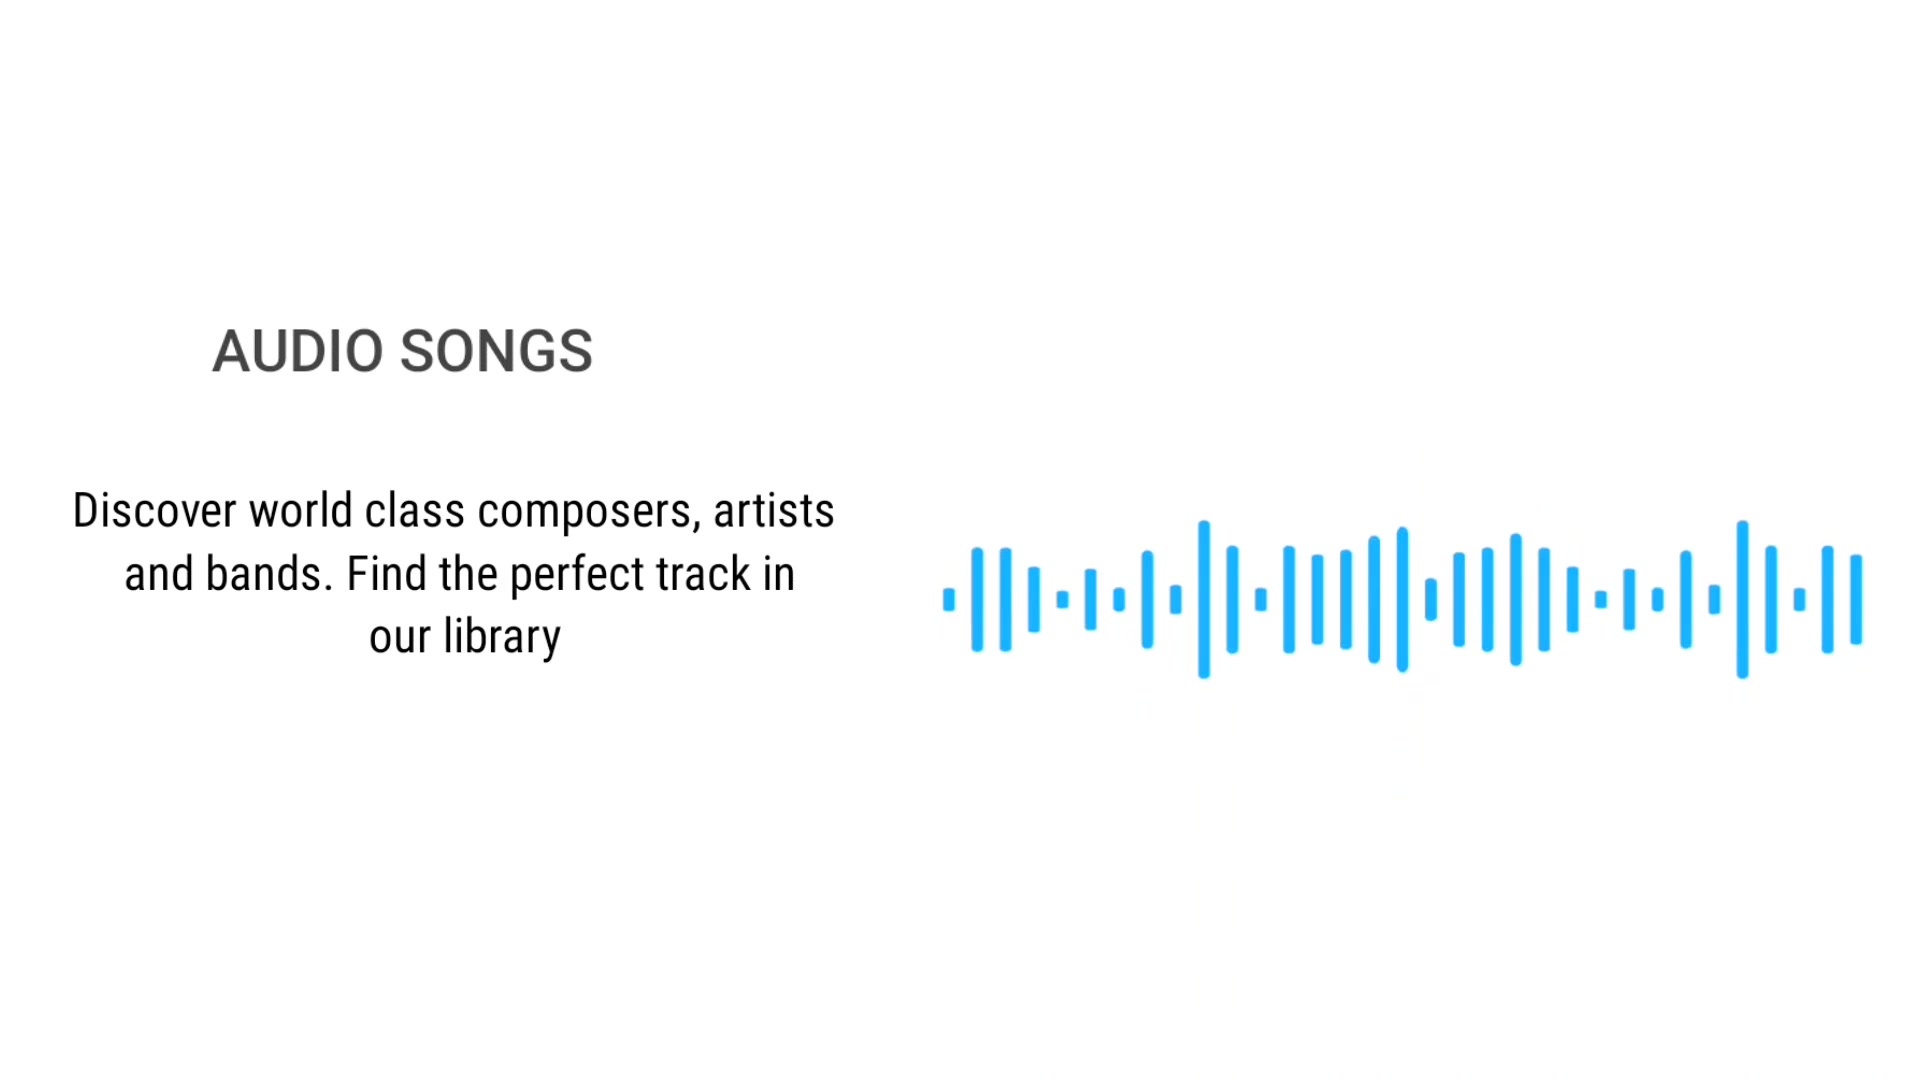 AUDIO SONGS
Discover world class composers, artists
and bands. Find the perfect track in
our library